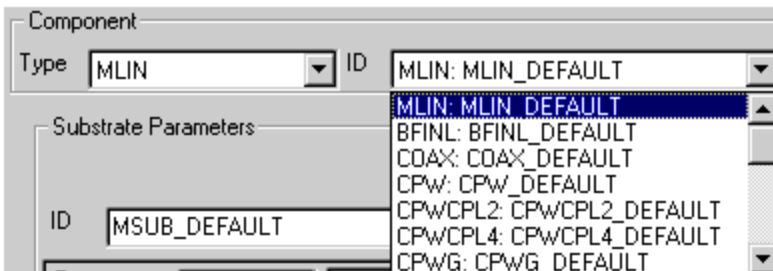 Component
Type MLIN ID MLIN: MLIN_DEFAULT
MLIN: MLIN_DEFAULT
Substrate Parameters
BFINL: BFINL_DEFAULT
COAX: COAX_DEFAULT
CPW: CPW_DEFAULT
CPWCPL2: CPWCPL2_DEFAULT
ID MSUB_DEFAULT
CPWCPL4: CPWCPL4_DEFAULT
CPWG: CPWG_DEFAULT